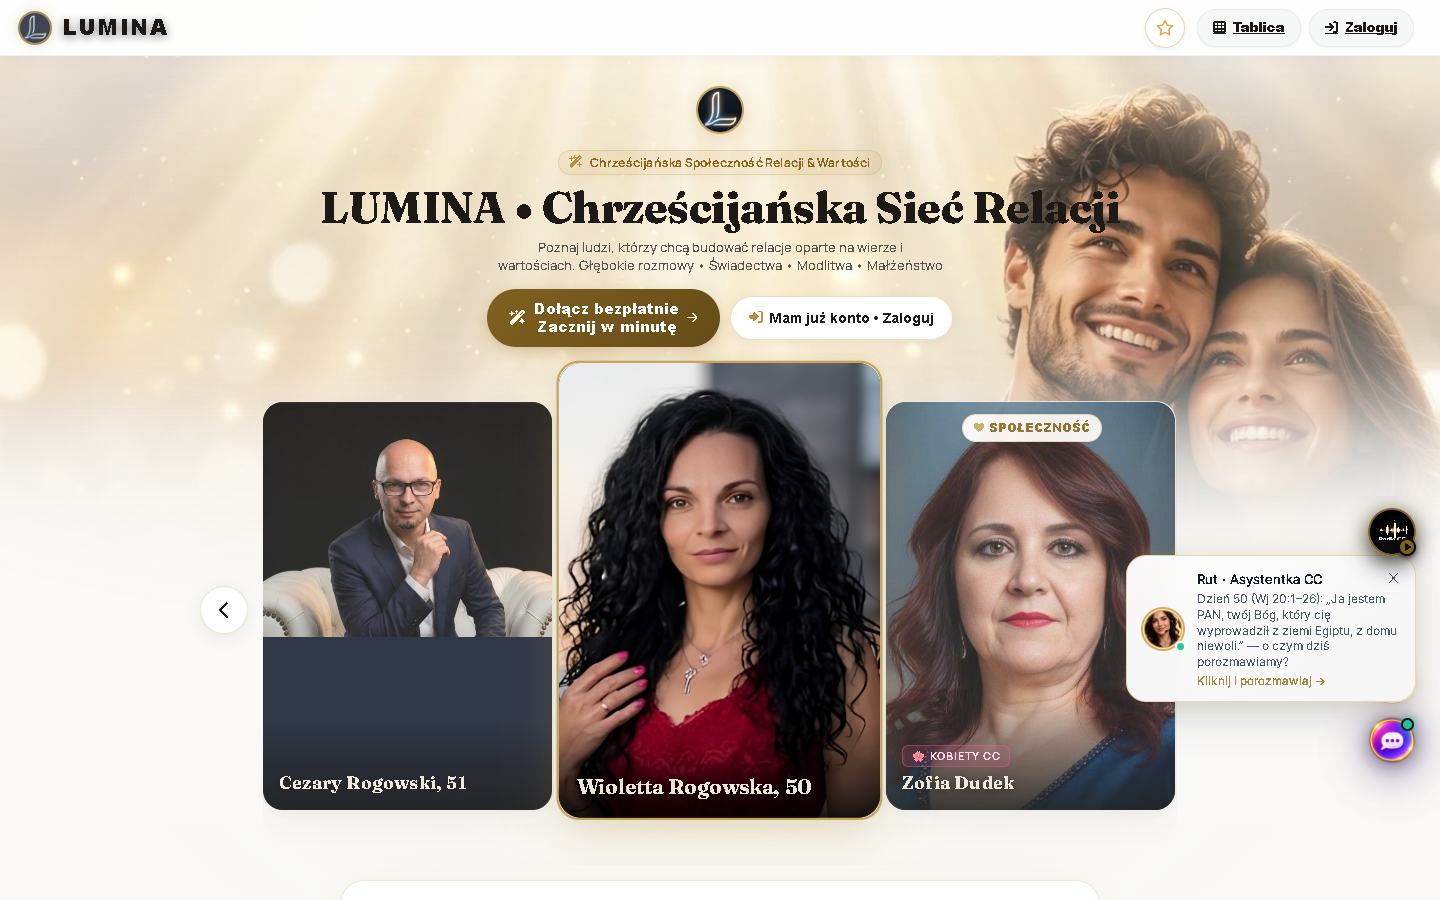 LUMINA
Tablica
Zaloguj
Chrześcijańska Społeczność Relacji & Wartości
LUMINA • Chrześcijańska Sieć Relacji
Poznaj ludzi, którzy chcą budować relacje oparte na wierze i
wartościach. Głębokie rozmowy • Świadectwa • Modlitwa • Małżeństwo
Dołącz bezpłatnie
Zacznij w minutę →
Mam już konto • Zaloguj
Cezary Rogowski, 51
Wioletta Rogowska, 50
SPOŁECZNOŚĆ
KOBIETY CC
Zofia Dudek
Rut · Asystentka CC
Dzień 50 (Wj 20:1–26): „Ja jestem
PAN, twój Bóg, który cię
wyprowadził z ziemi Egiptu, z domu
niewoli.” — o czym dziś
porozmawiamy?
Kliknij i porozmawiaj →